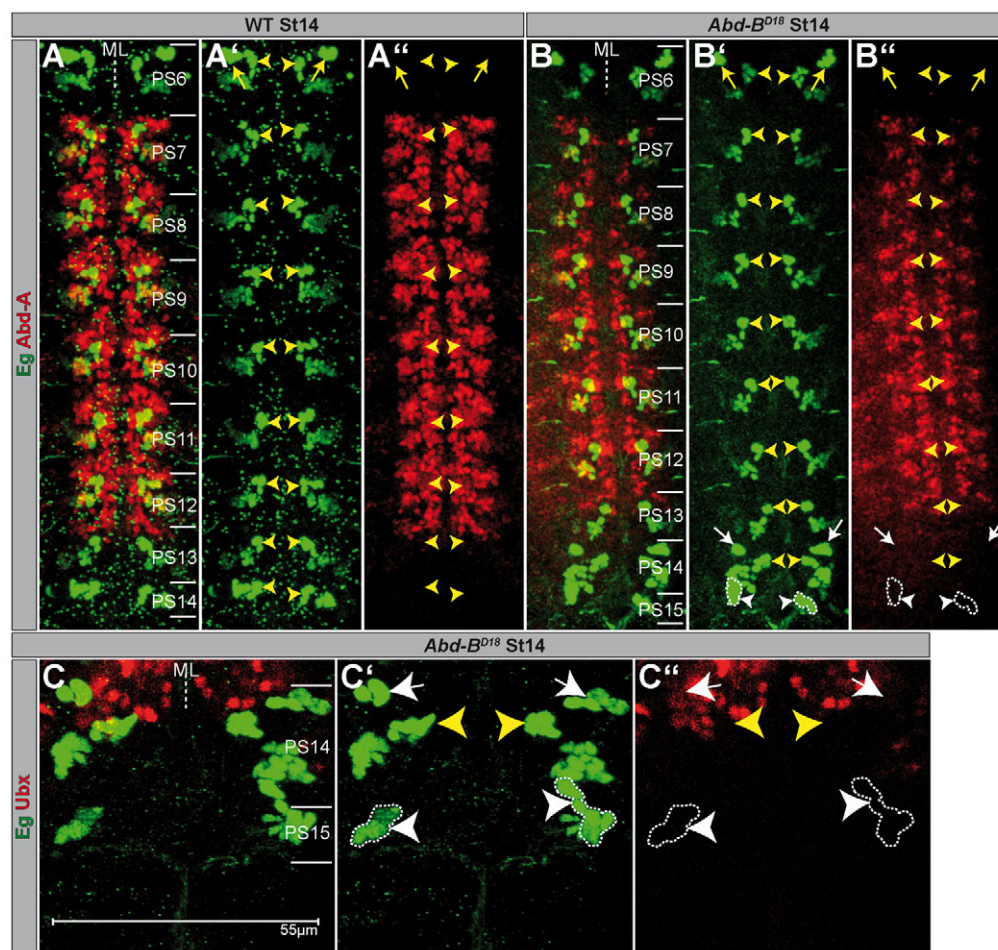 WT St14
Abd-B^D18 St14
Eg Abd-A
A ML A‘ A‘‘ B ML B‘ B‘‘
PS6 PS6
PS7 PS7
PS8 PS8
PS9 PS9
PS10 PS10
PS11 PS11
PS12 PS12
PS13 PS13
PS14 PS14
PS15
Abd-B^D18 St14
Eg Ubx
C ML C‘ C‘‘
PS14
PS15
55µm